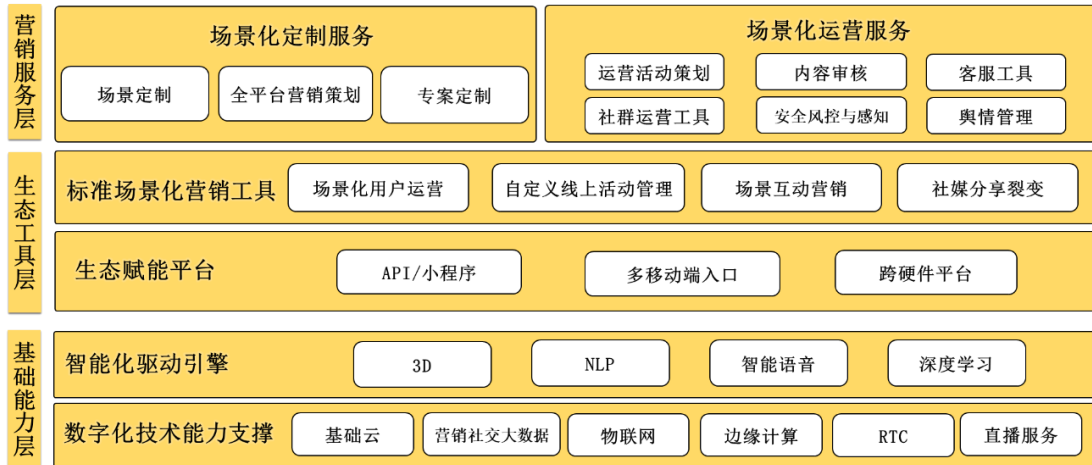 营销服务层
场景化定制服务
场景定制
全平台营销策划
专案定制
场景化运营服务
运营活动策划
内容审核
客服工具
社群运营工具
安全风控与感知
舆情管理
生态工具层
标准场景化营销工具
场景化用户运营
自定义线上活动管理
场景互动营销
社媒分享裂变
生态赋能平台
API/小程序
多移动端入口
跨硬件平台
基础能力层
智能化驱动引擎
3D
NLP
智能语音
深度学习
数字化技术能力支撑
基础云
营销社交大数据
物联网
边缘计算
RTC
直播服务